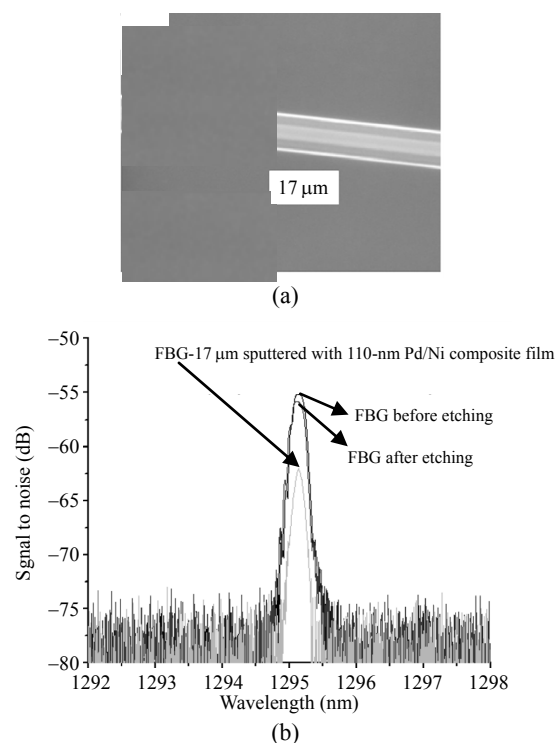 17 µm
(a)
FBG-17 µm sputtered with 110-nm Pd/Ni composite film
FBG before etching
FBG after etching
Sgnal to noise (dB)
−50
−55
−60
−65
−70
−75
−80
1292 1293 1294 1295 1296 1297 1298
Wavelength (nm)
(b)